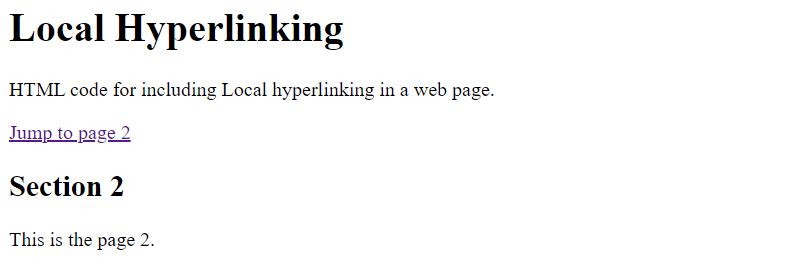 Local Hyperlinking
HTML code for including Local hyperlinking in a web page.
Jump to page 2
Section 2
This is the page 2.